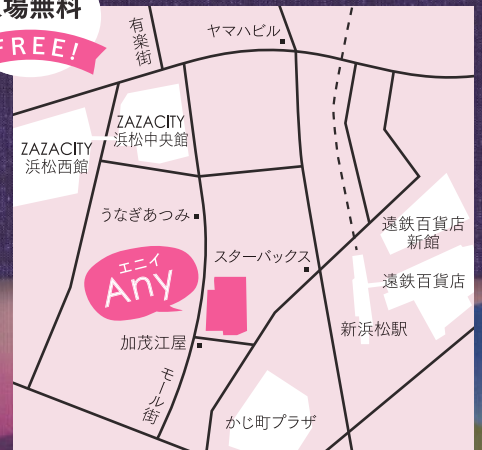 場無料
FREE!
有楽街
ヤマハビル
ZAZACITY
浜松中央館
ZAZACITY
浜松西館
うなぎあつみ
エニイ
Any
スターバックス
遠鉄百貨店
新館
遠鉄百貨店
新浜松駅
加茂江屋
モール街
かじ町プラザ